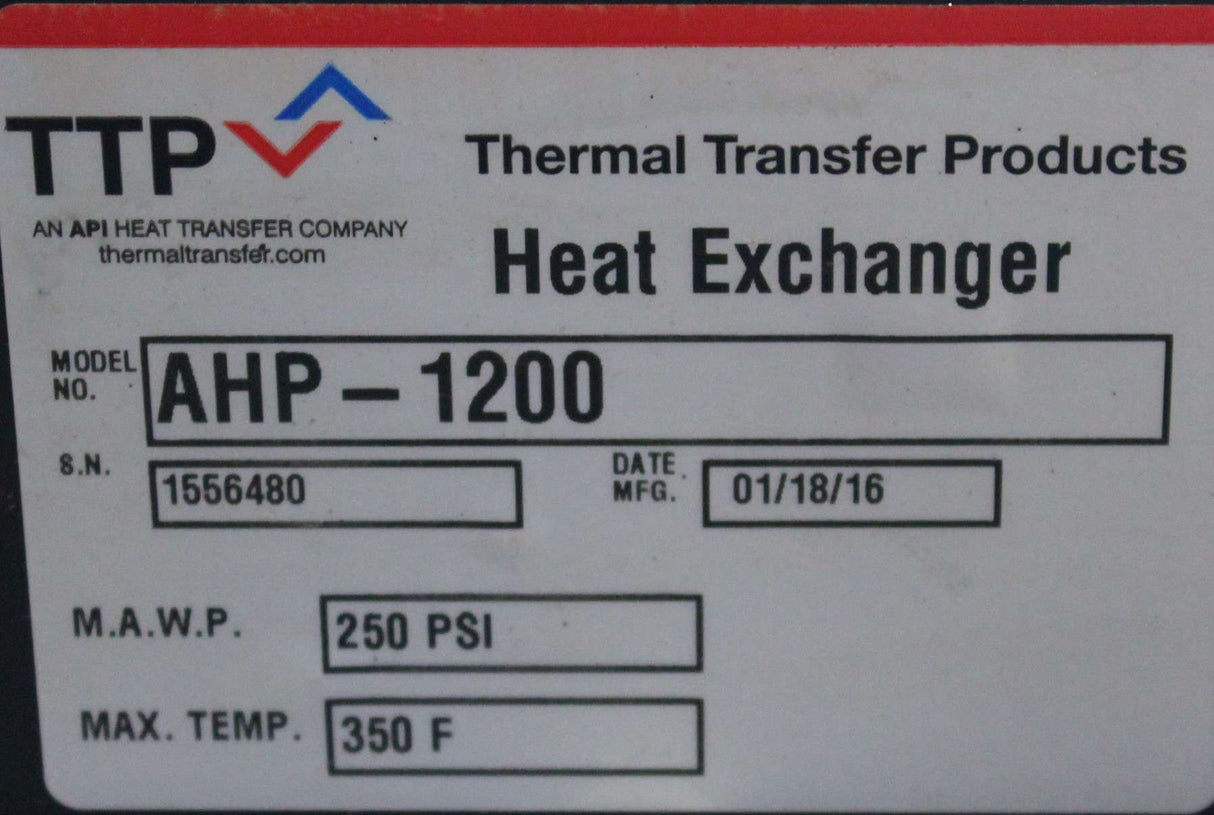 TTP
Thermal Transfer Products
AN API HEAT TRANSFER COMPANY
thermaltransfer.com
Heat Exchanger
MODEL NO. AHP – 1200
S.N. 1556480
DATE MFG. 01/18/16
M.A.W.P. 250 PSI
MAX. TEMP. 350 F